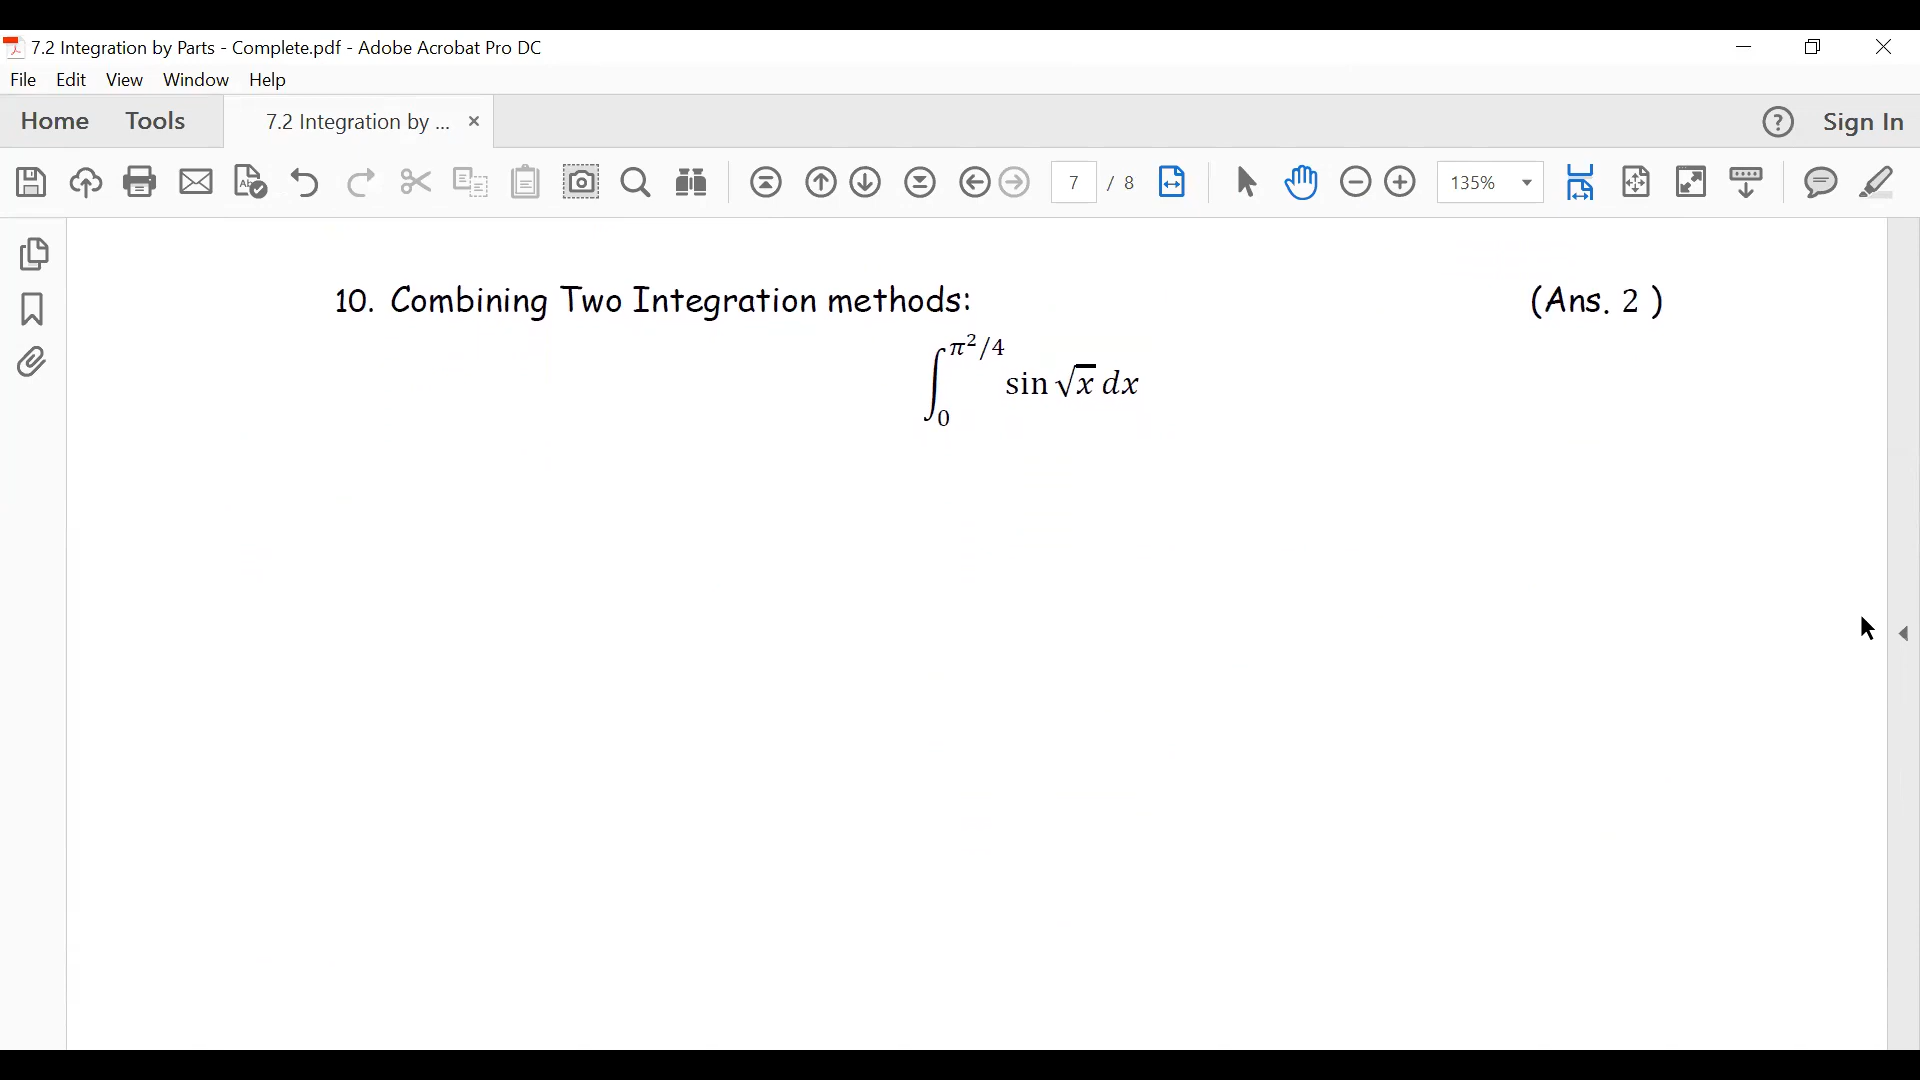 7.2 Integration by Parts - Complete.pdf - Adobe Acrobat Pro DC
File Edit View Window Help
Home Tools 7.2 Integration by ... × ? Sign In
7 / 8 135%
10. Combining Two Integration methods: (Ans. 2 )
∫₀^{π²/4} sin √x dx